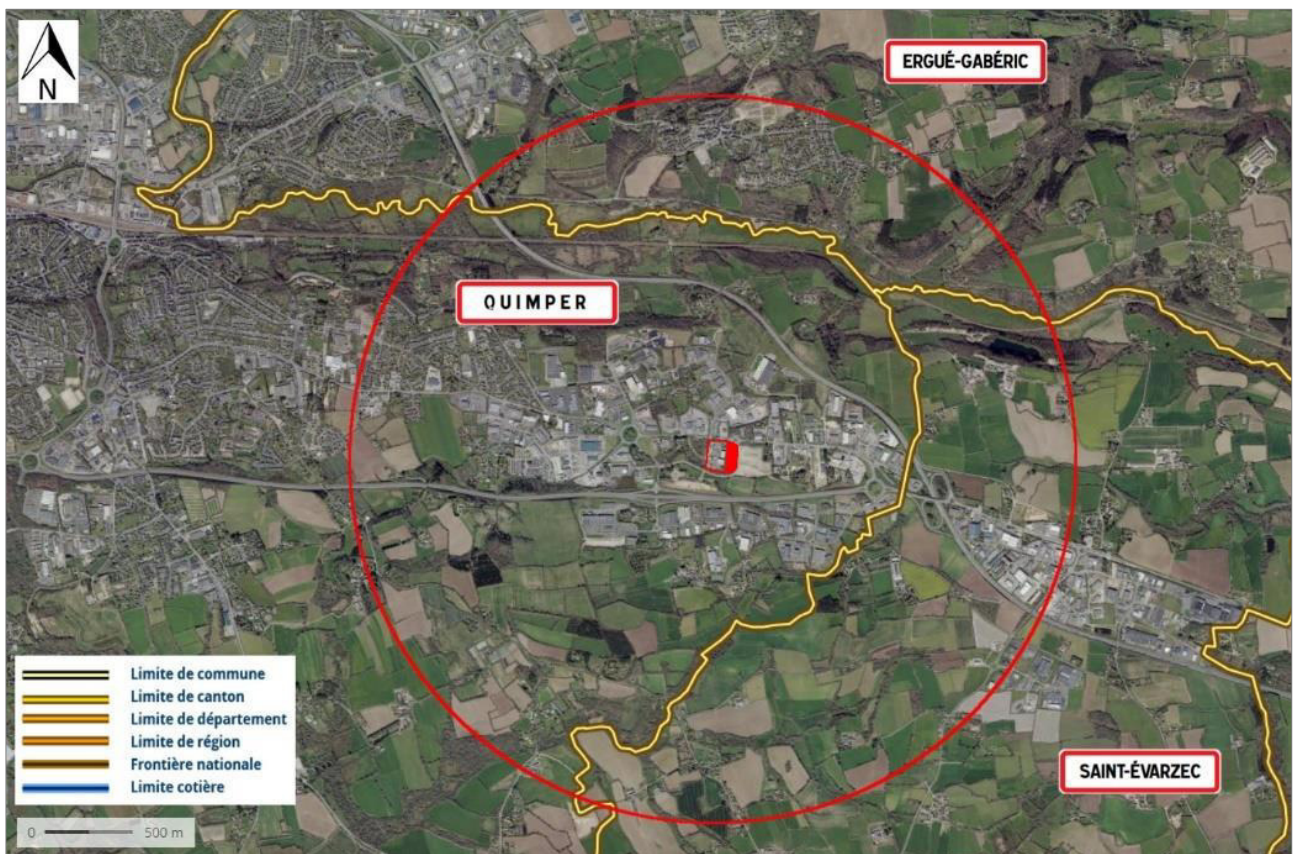 N
ERGUÉ-GABÉRIC
QUIMPER
Limite de commune
Limite de canton
Limite de département
Limite de région
Frontière nationale
Limite cotière
SAINT-ÉVARZEC
0 500 m